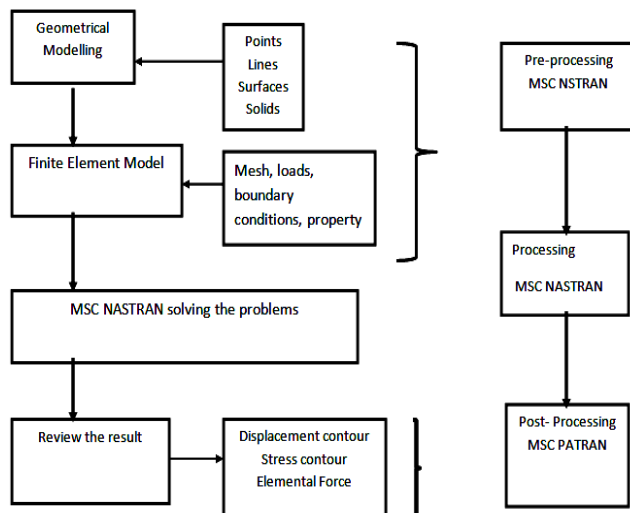 Geometrical
Modelling
Points
Lines
Surfaces
Solids
Pre-processing
MSC NSTRAN
Finite Element Model
Mesh, loads,
boundary
conditions, property
Processing
MSC NASTRAN
MSC NASTRAN solving the problems
Review the result
Displacement contour
Stress contour
Elemental Force
Post- Processing
MSC PATRAN